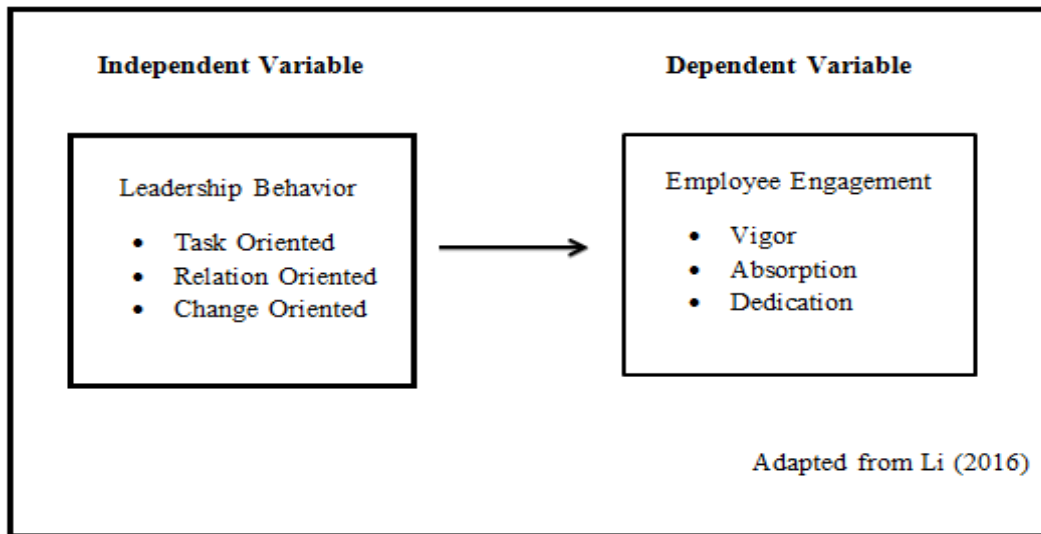 Independent Variable
Dependent Variable
Leadership Behavior
• Task Oriented
• Relation Oriented
• Change Oriented
Employee Engagement
• Vigor
• Absorption
• Dedication
Adapted from Li (2016)